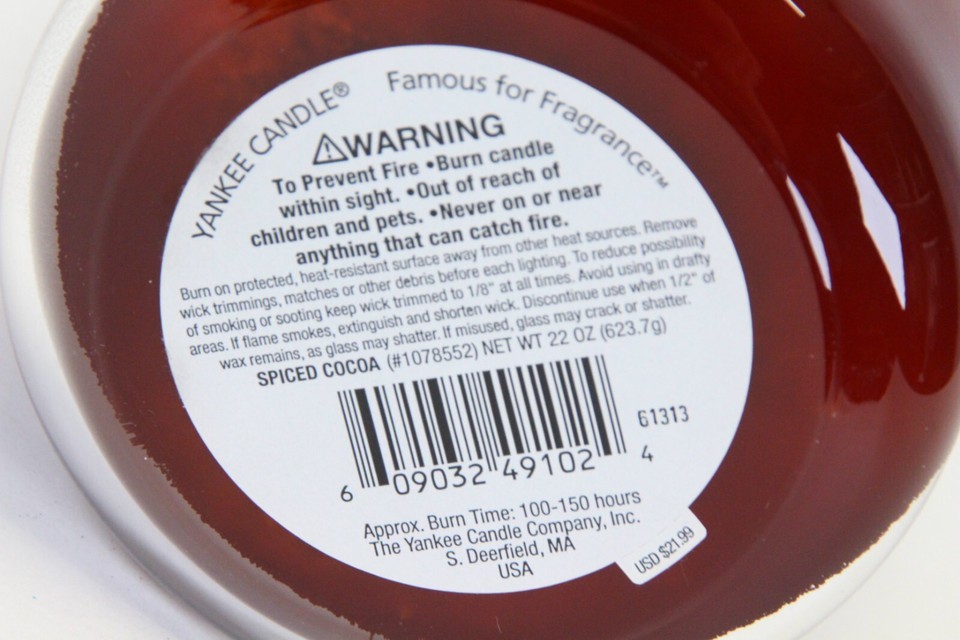 YANKEE CANDLE® Famous for Fragrance™
⚠WARNING
To Prevent Fire •Burn candle
within sight. •Out of reach of
children and pets. •Never on or near
anything that can catch fire.
Burn on protected, heat-resistant surface away from other heat sources. Remove
wick trimmings, matches or other debris before each lighting. To reduce possibility
of smoking or sooting keep wick trimmed to 1/8" at all times. Avoid using in drafty
areas. If flame smokes, extinguish and shorten wick. Discontinue use when 1/2" of
wax remains, as glass may shatter. If misused, glass may crack or shatter.
SPICED COCOA (#1078552) NET WT 22 OZ (623.7g)
61313
6 09032 49102 4
Approx. Burn Time: 100-150 hours
The Yankee Candle Company, Inc.
S. Deerfield, MA
USA
USD $21.99